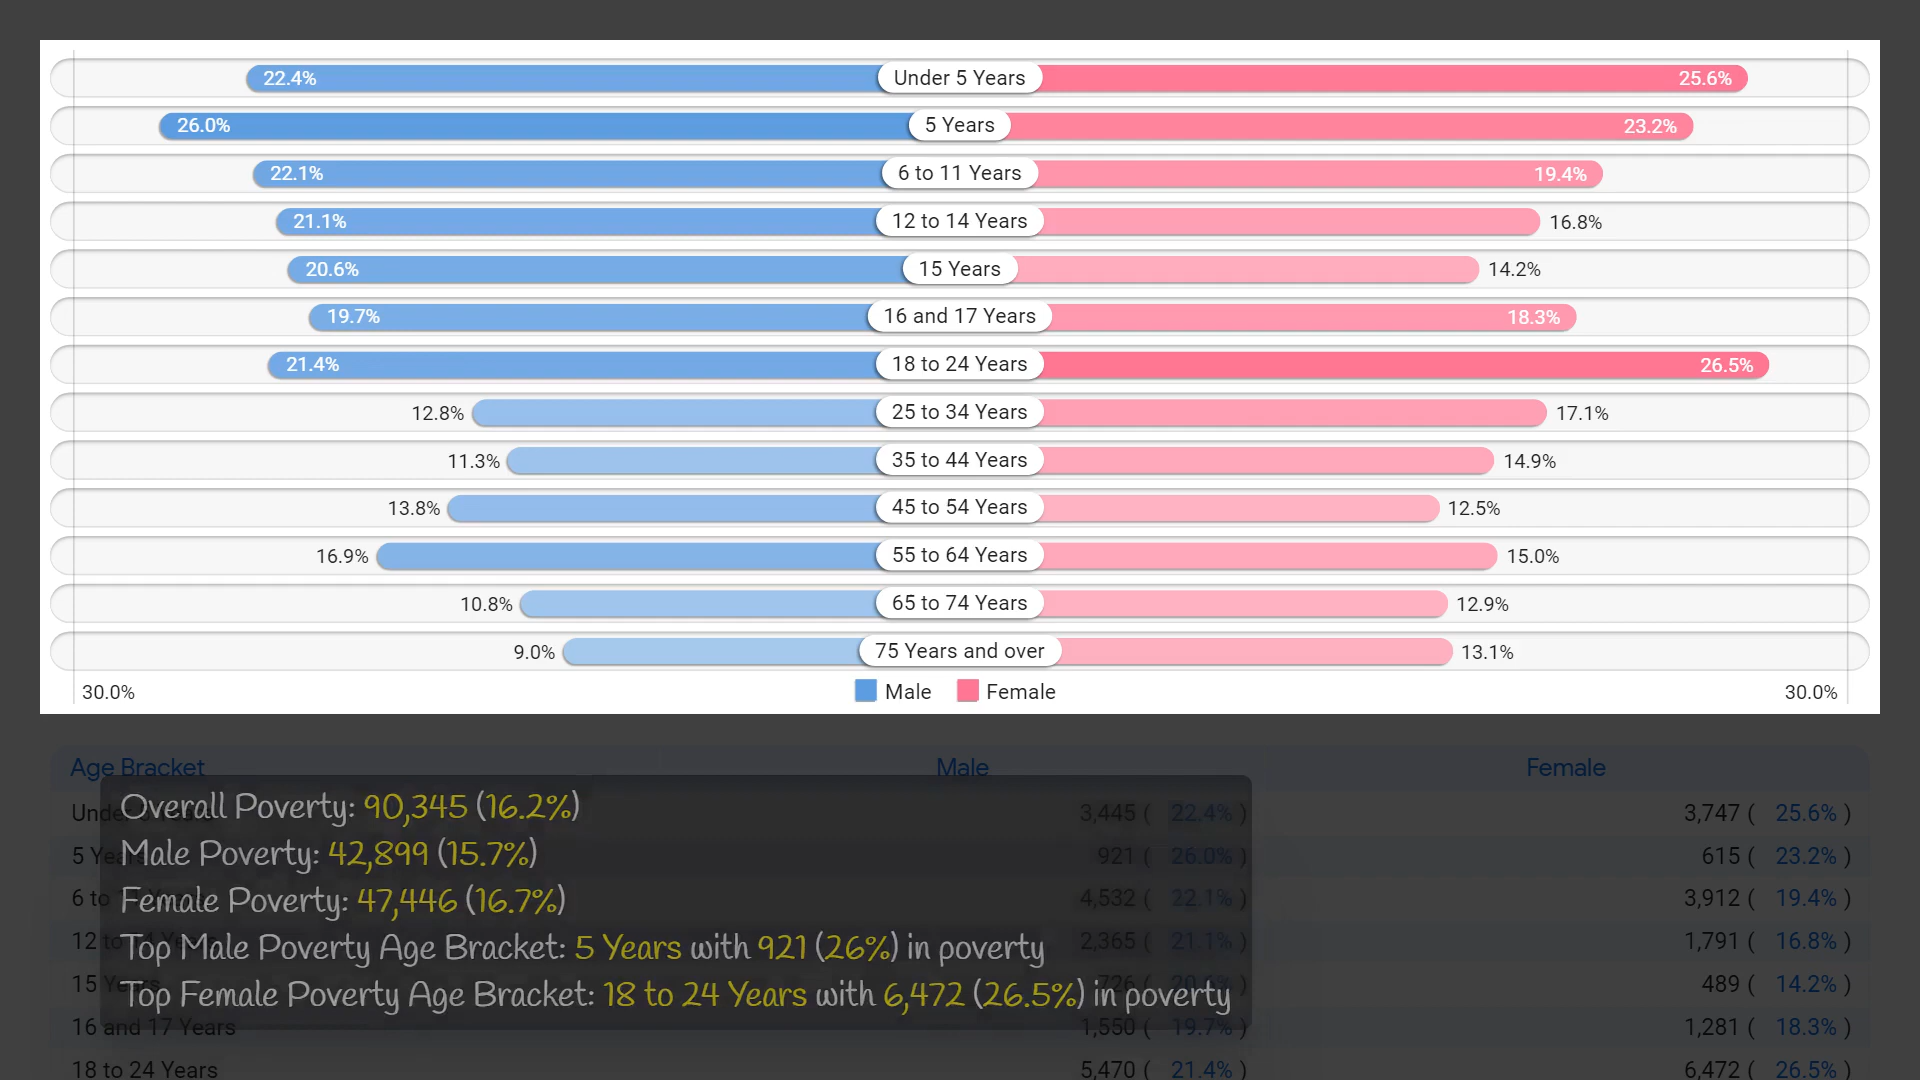 22.4% Under 5 Years 25.6%
26.0% 5 Years 23.2%
22.1% 6 to 11 Years 19.4%
21.1% 12 to 14 Years 16.8%
20.6% 15 Years 14.2%
19.7% 16 and 17 Years 18.3%
21.4% 18 to 24 Years 26.5%
12.8% 25 to 34 Years 17.1%
11.3% 35 to 44 Years 14.9%
13.8% 45 to 54 Years 12.5%
16.9% 55 to 64 Years 15.0%
10.8% 65 to 74 Years 12.9%
9.0% 75 Years and over 13.1%
30.0% Male Female 30.0%
Age Bracket Male Female
Overall Poverty: 90,345 (16.2%)
3,445 ( 22.4% ) 3,747 ( 25.6% )
Male Poverty: 42,899 (15.7%)
5 Years 921 ( 26.0% ) 615 ( 23.2% )
Female Poverty: 47,446 (16.7%)
4,532 ( 22.1% ) 3,912 ( 19.4% )
Top Male Poverty Age Bracket: 5 Years with 921 (26%) in poverty
2,365 ( 21.1% ) 1,791 ( 16.8% )
Top Female Poverty Age Bracket: 18 to 24 Years with 6,472 (26.5%) in poverty
15 Years 489 ( 14.2% )
16 and 17 Years 1,550 ( 19.7% ) 1,281 ( 18.3% )
18 to 24 Years 5,470 ( 21.4% ) 6,472 ( 26.5% )